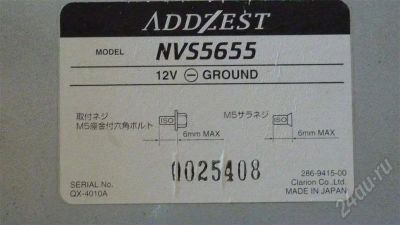 ADDZEST
MODEL NVS5655
12V ⊖ GROUND
取付ネジ
M5座金付六角ボルト
ISO
6mm MAX
M5サラネジ
ISO
6mm MAX
0025408
SERIAL No.
QX-4010A
286-9415-00
Clarion Co.,Ltd.
MADE IN JAPAN
24au.ru